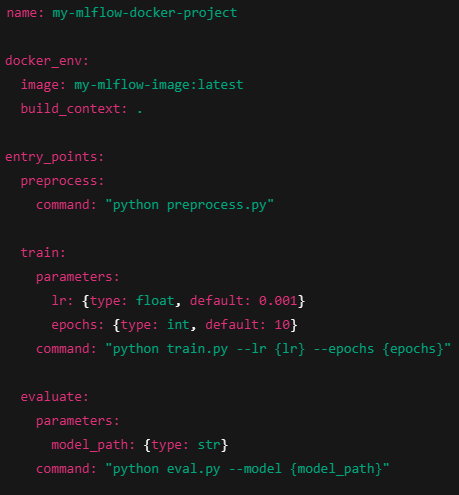 name: my-mlflow-docker-project
docker_env:
  image: my-mlflow-image:latest
  build_context: .
entry_points:
  preprocess:
    command: "python preprocess.py"
  train:
    parameters:
      lr: {type: float, default: 0.001}
      epochs: {type: int, default: 10}
    command: "python train.py --lr {lr} --epochs {epochs}"
  evaluate:
    parameters:
      model_path: {type: str}
    command: "python eval.py --model {model_path}"